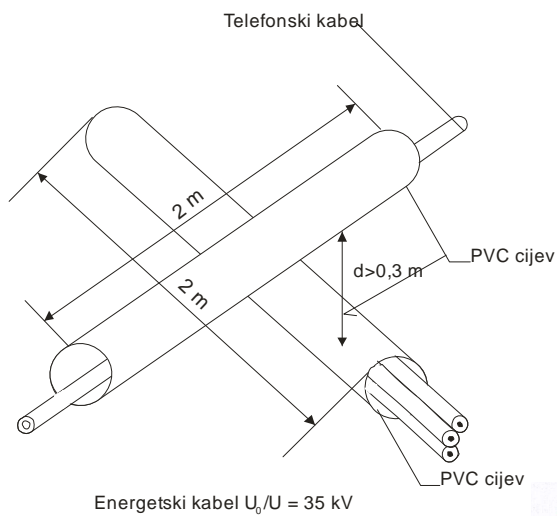 Telefonski kabel
2 m
2 m
PVC cijev
d>0,3 m
PVC cijev
Energetski kabel U₀/U = 35 kV